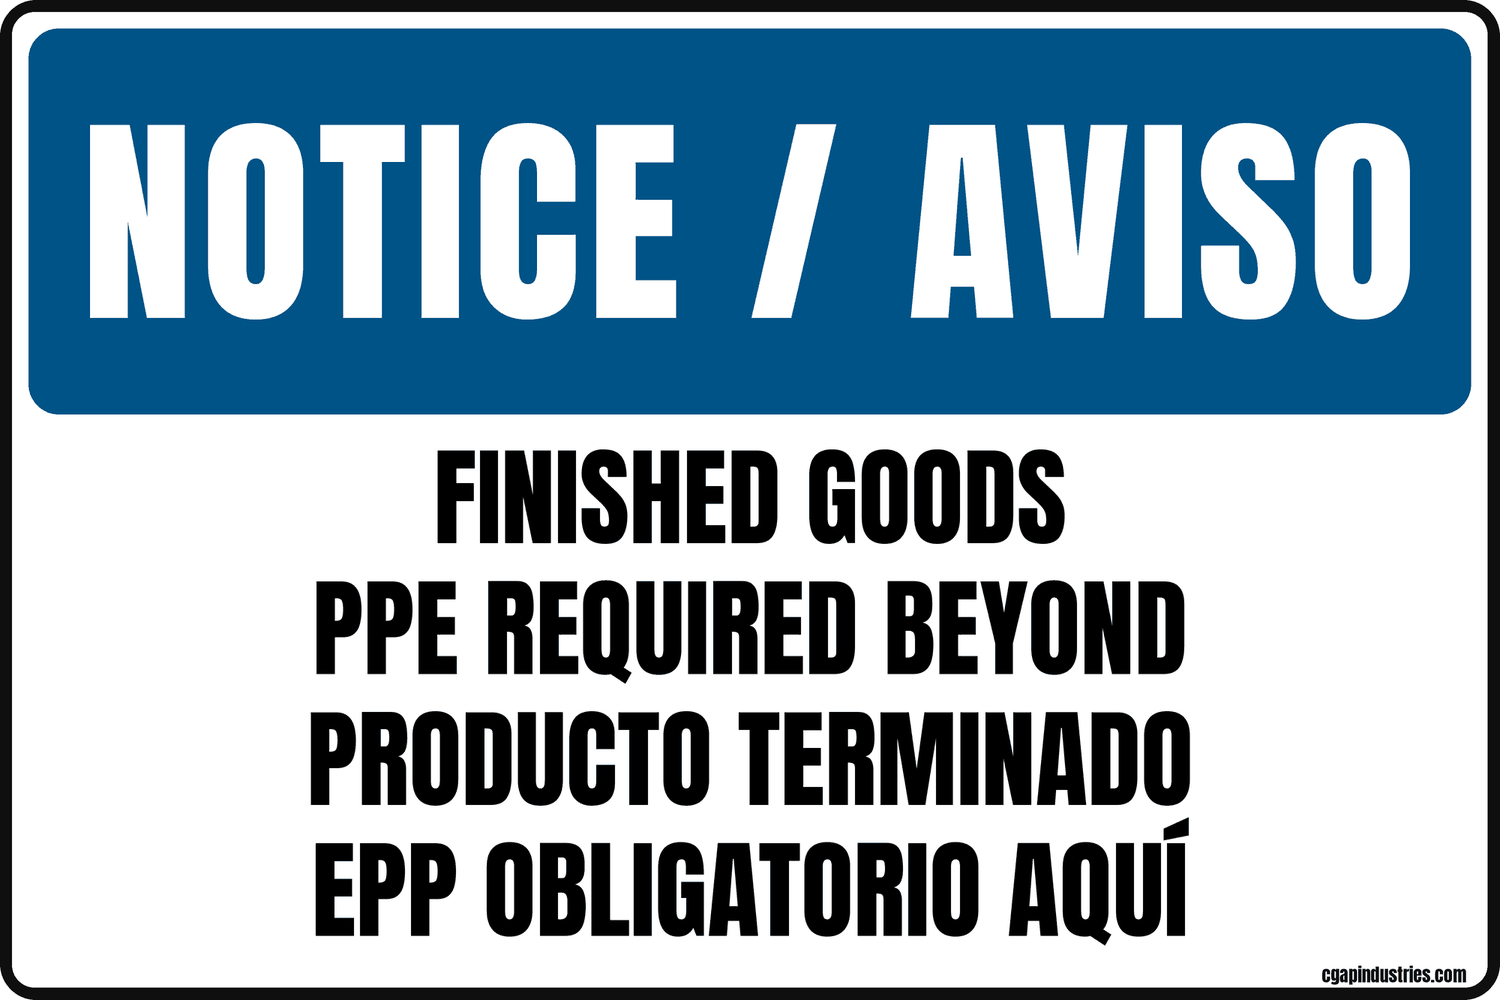 NOTICE / AVISO
FINISHED GOODS
PPE REQUIRED BEYOND
PRODUCTO TERMINADO
EPP OBLIGATORIO AQUÍ
cgapindustries.com